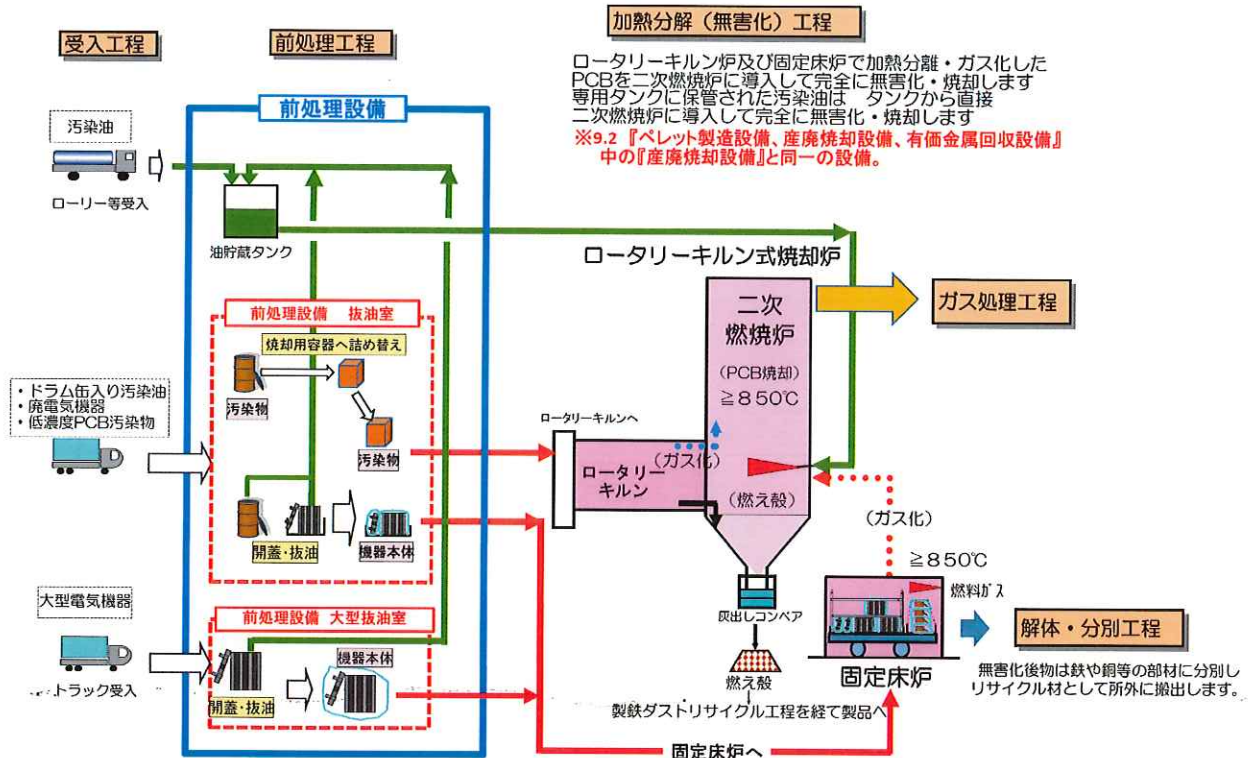 受入工程
前処理工程
加熱分解（無害化）工程
ロータリーキルン炉及び固定床炉で加熱分離・ガス化した
PCBを二次燃焼炉に導入して完全に無害化・焼却します
専用タンクに保管された汚染油は　タンクから直接
二次燃焼炉に導入して完全に無害化・焼却します
※9.2『ペレット製造設備、産廃焼却設備、有価金属回収設備』
中の『産廃焼却設備』と同一の設備。
前処理設備
汚染油
ローリー等受入
油貯蔵タンク
ロータリーキルン式焼却炉
二次
燃焼炉
(PCB焼却)
≧850℃
ガス処理工程
前処理設備　抜油室
焼却用容器へ詰め替え
汚染物
汚染物
・ドラム缶入り汚染油
・廃電気機器
・低濃度PCB汚染物
ロータリーキルンへ
(ガス化)
ロータリー
キルン
(燃え殻)
開蓋・抜油
機器本体
(ガス化)
≧850℃
燃料ガス
灰出しコンベア
大型電気機器
前処理設備 大型抜油室
機器本体
トラック受入
開蓋・抜油
燃え殻
製鉄ダストリサイクル工程を経て製品へ
固定床炉
解体・分別工程
無害化後物は鉄や銅等の部材に分別し
リサイクル材として所外に搬出します。
固定床炉へ